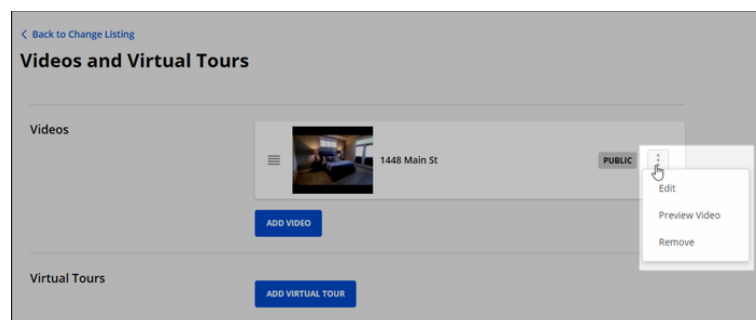 Back to Change Listing
Videos and Virtual Tours
Videos
1448 Main St
PUBLIC
Edit
Preview Video
Remove
ADD VIDEO
Virtual Tours
ADD VIRTUAL TOUR